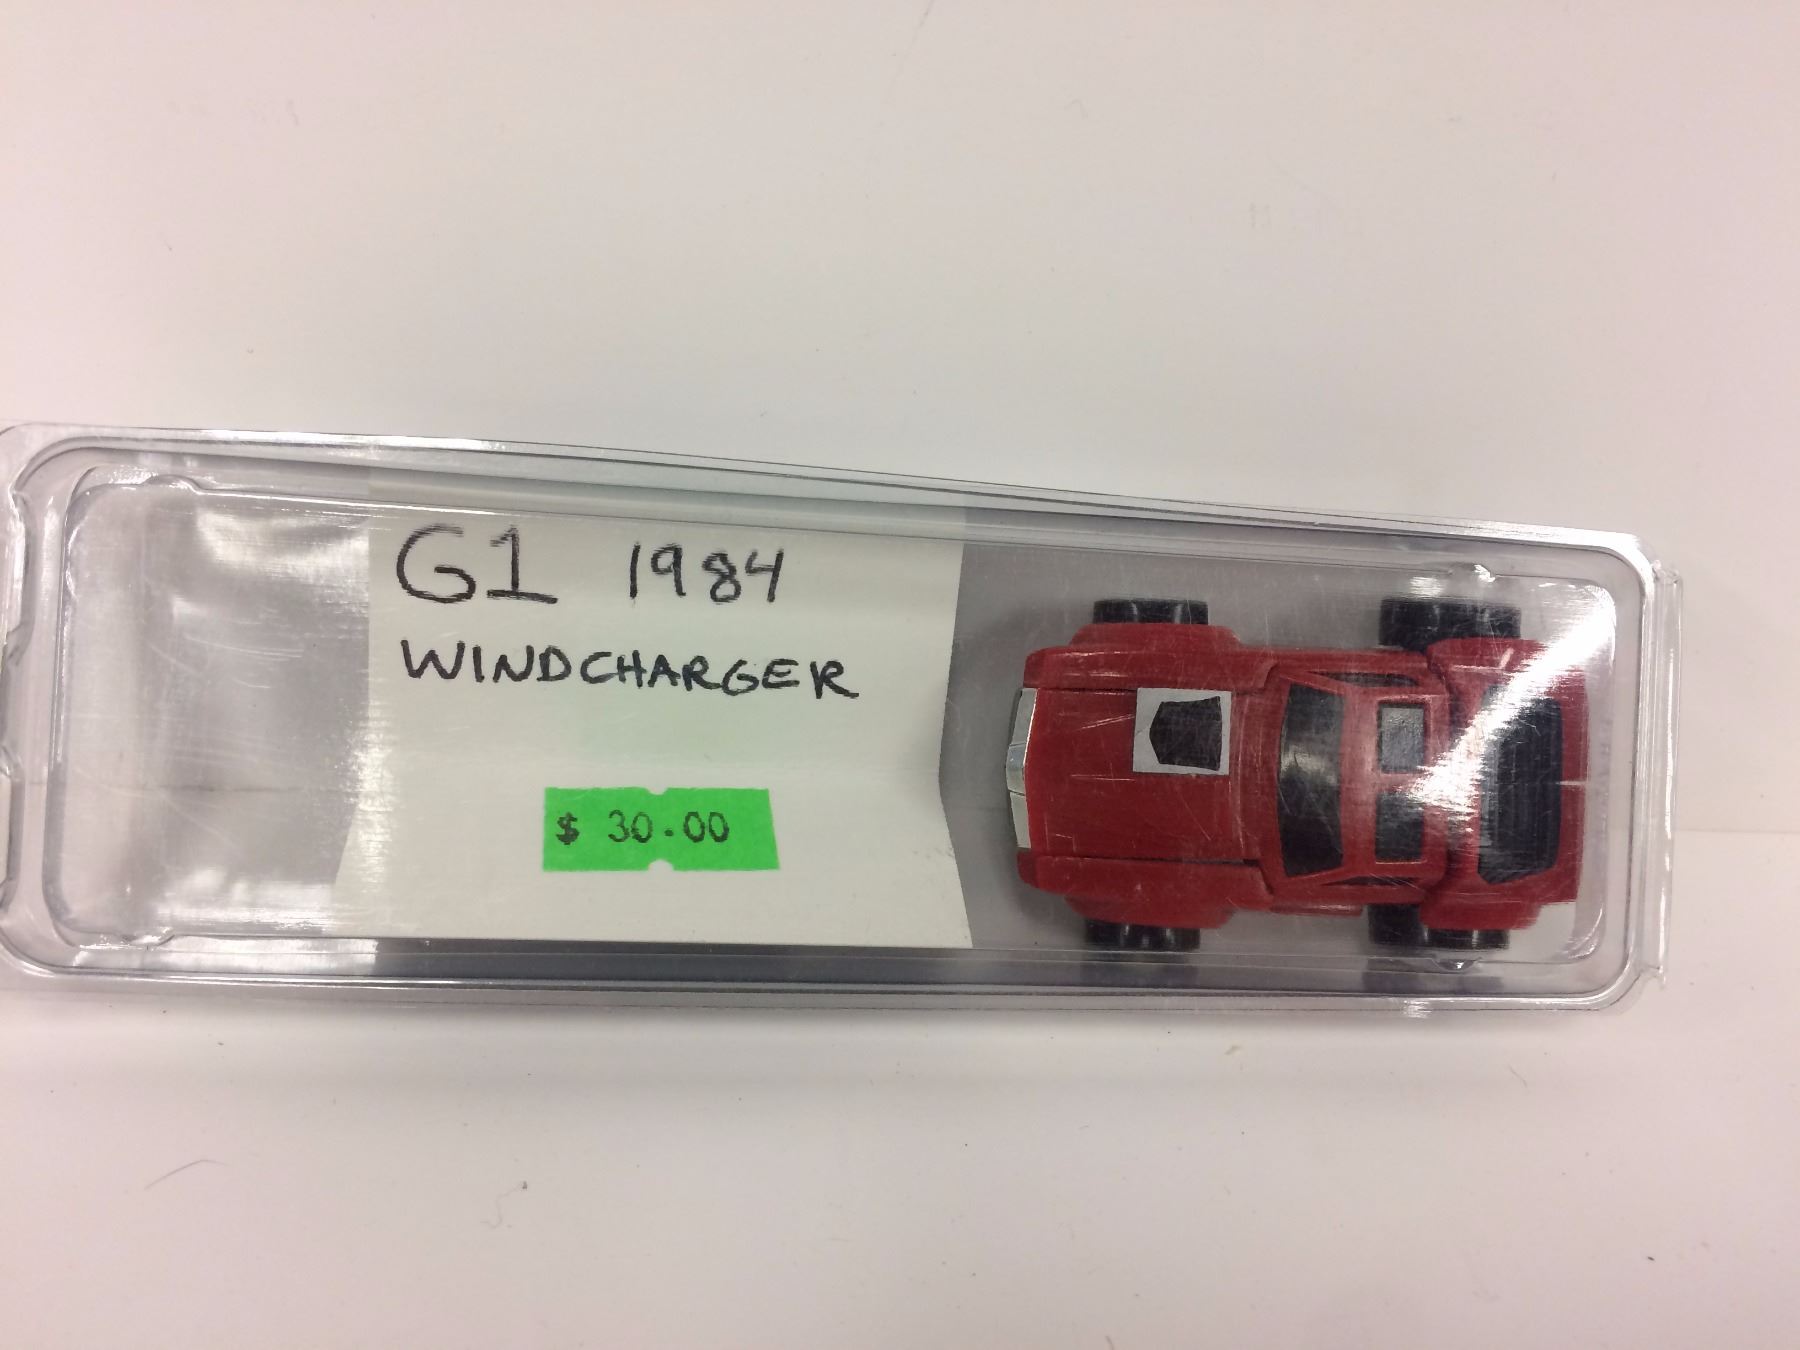 G1 1984
WINDCHARGER
$ 30.00